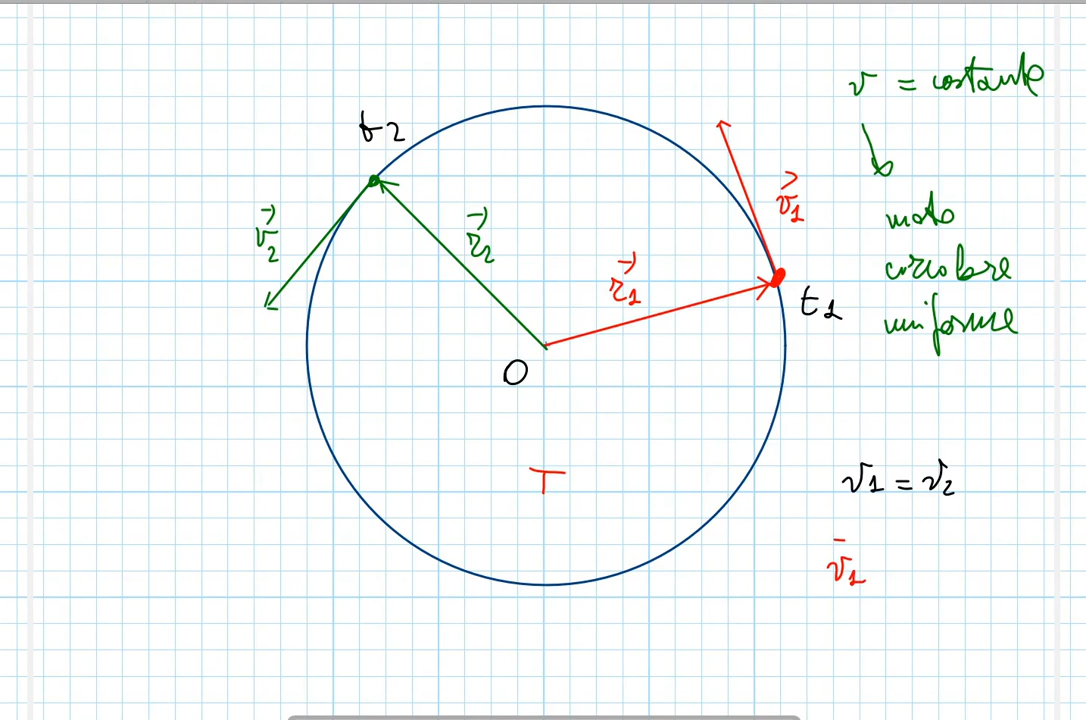 v = costante
t2
v⃗1
v⃗2
r⃗2
moto
r⃗1
circolare
t1
uniforme
O
T
v1 = v2
v̄1